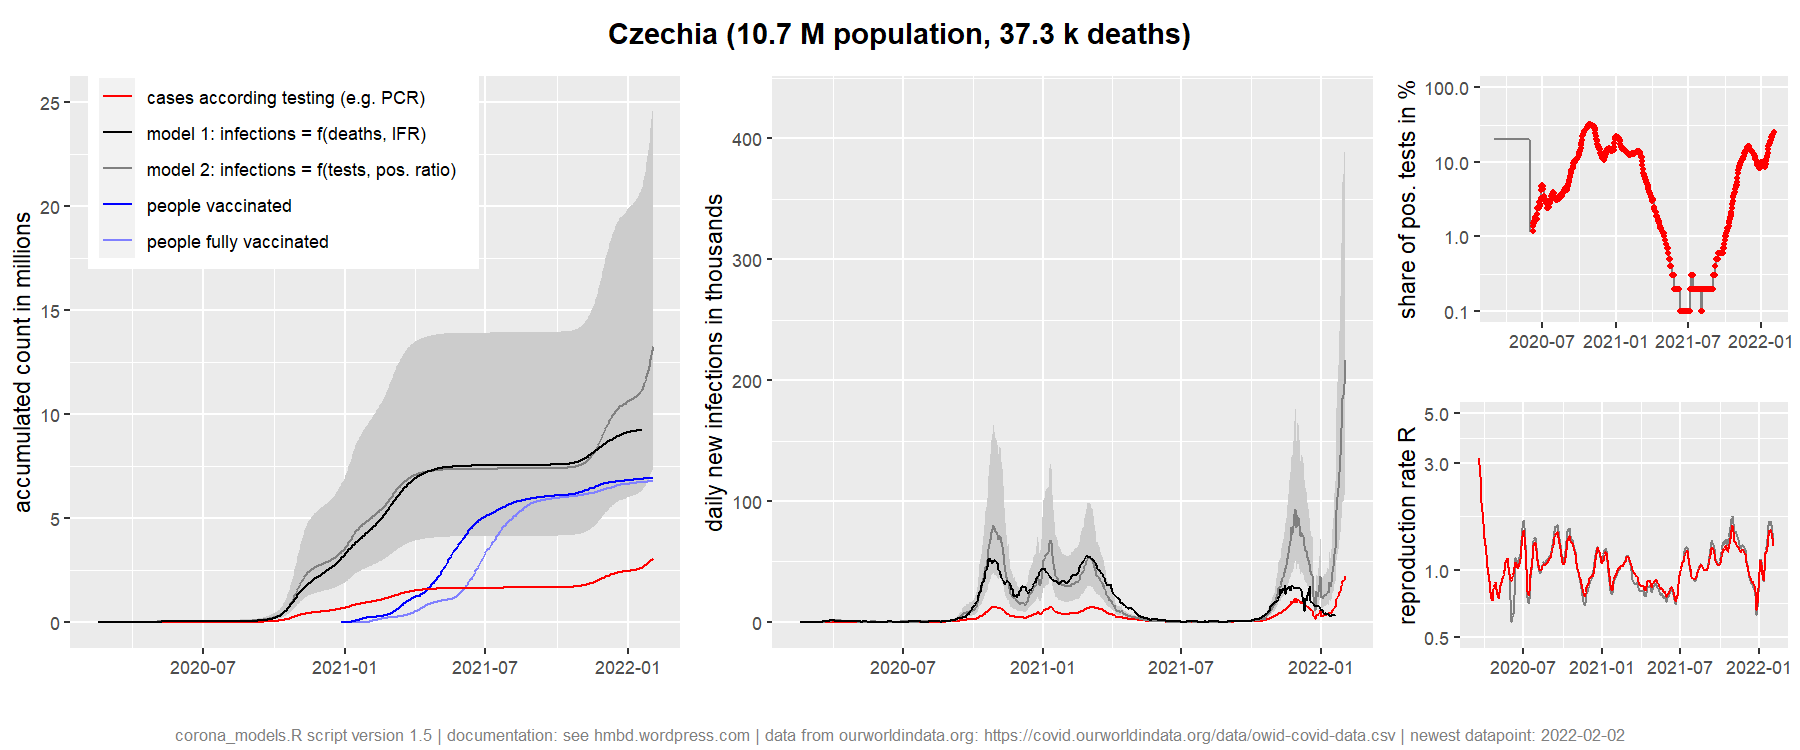 Czechia (10.7 M population, 37.3 k deaths)
accumulated count in millions
25
20
15
10
5
0
cases according testing (e.g. PCR)
model 1: infections = f(deaths, IFR)
model 2: infections = f(tests, pos. ratio)
people vaccinated
people fully vaccinated
2020-07 2021-01 2021-07 2022-01
daily new infections in thousands
400
300
200
100
0
2020-07 2021-01 2021-07 2022-01
share of pos. tests in %
100.0
10.0
1.0
0.1
2020-07 2021-01 2021-07 2022-01
reproduction rate R
5.0
3.0
1.0
0.5
2020-07 2021-01 2021-07 2022-01
corona_models.R script version 1.5 | documentation: see hmbd.wordpress.com | data from ourworldindata.org: https://covid.ourworldindata.org/data/owid-covid-data.csv | newest datapoint: 2022-02-02